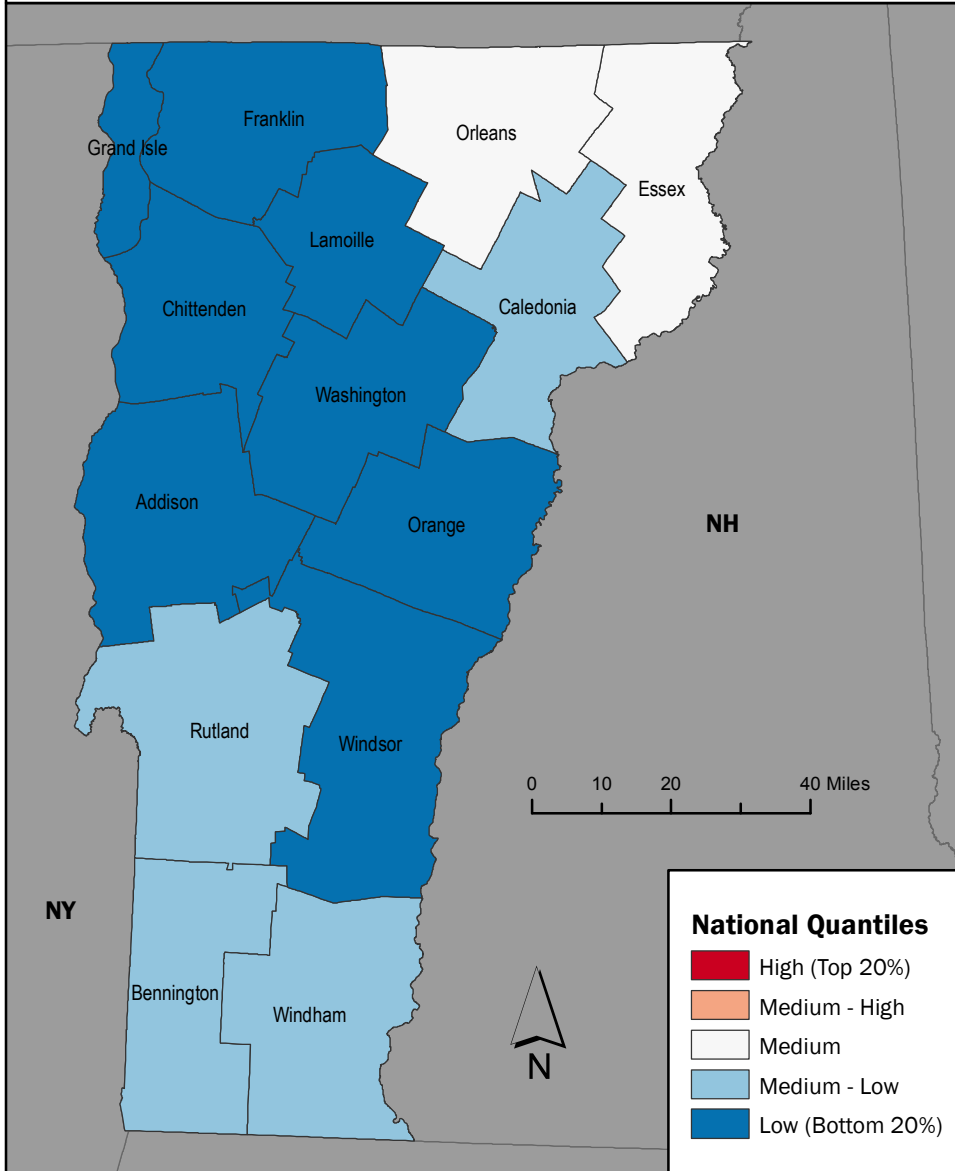 Franklin
Orleans
Grand Isle
Essex
Lamoille
Caledonia
Chittenden
Washington
Addison
Orange
NH
Rutland
Windsor
0 10 20 40 Miles
NY
National Quantiles
High (Top 20%)
Medium - High
Medium
Medium - Low
Low (Bottom 20%)
Bennington
Windham
N